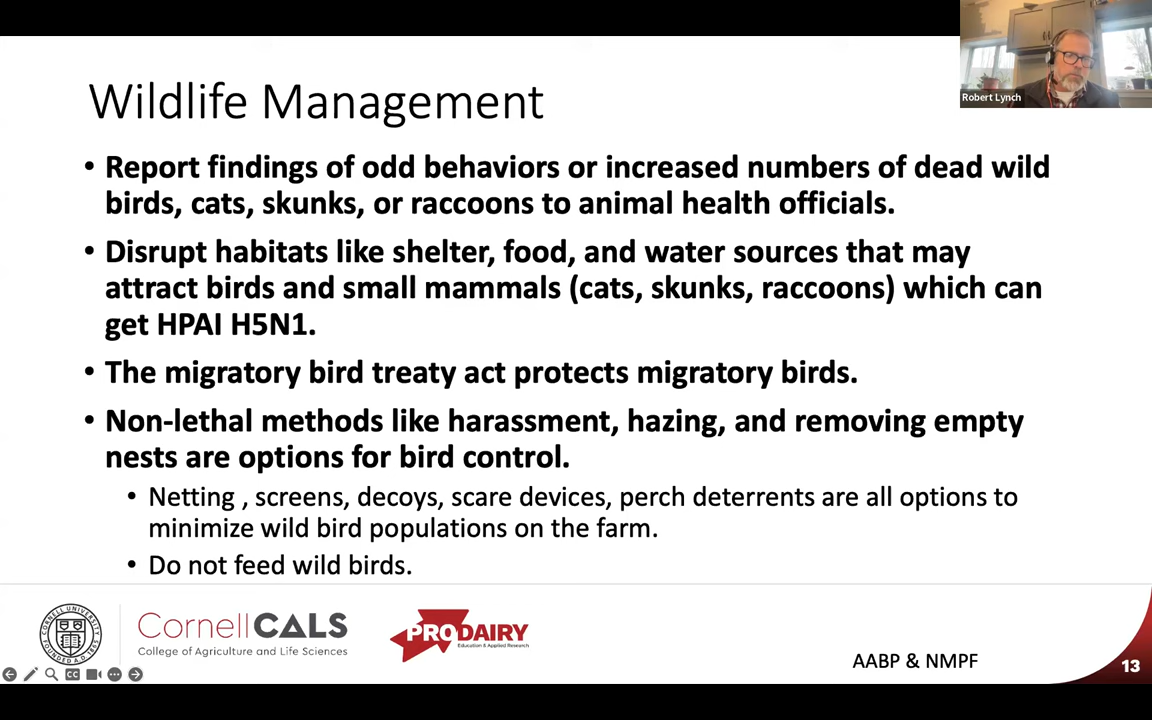 Robert Lynch
Wildlife Management
• Report findings of odd behaviors or increased numbers of dead wild
birds, cats, skunks, or raccoons to animal health officials.
• Disrupt habitats like shelter, food, and water sources that may
attract birds and small mammals (cats, skunks, raccoons) which can
get HPAI H5N1.
• The migratory bird treaty act protects migratory birds.
• Non-lethal methods like harassment, hazing, and removing empty
nests are options for bird control.
• Netting , screens, decoys, scare devices, perch deterrents are all options to
minimize wild bird populations on the farm.
• Do not feed wild birds.
CornellCALS
College of Agriculture and Life Sciences
PRODAIRY
Education & Applied Research
AABP & NMPF
13
CC